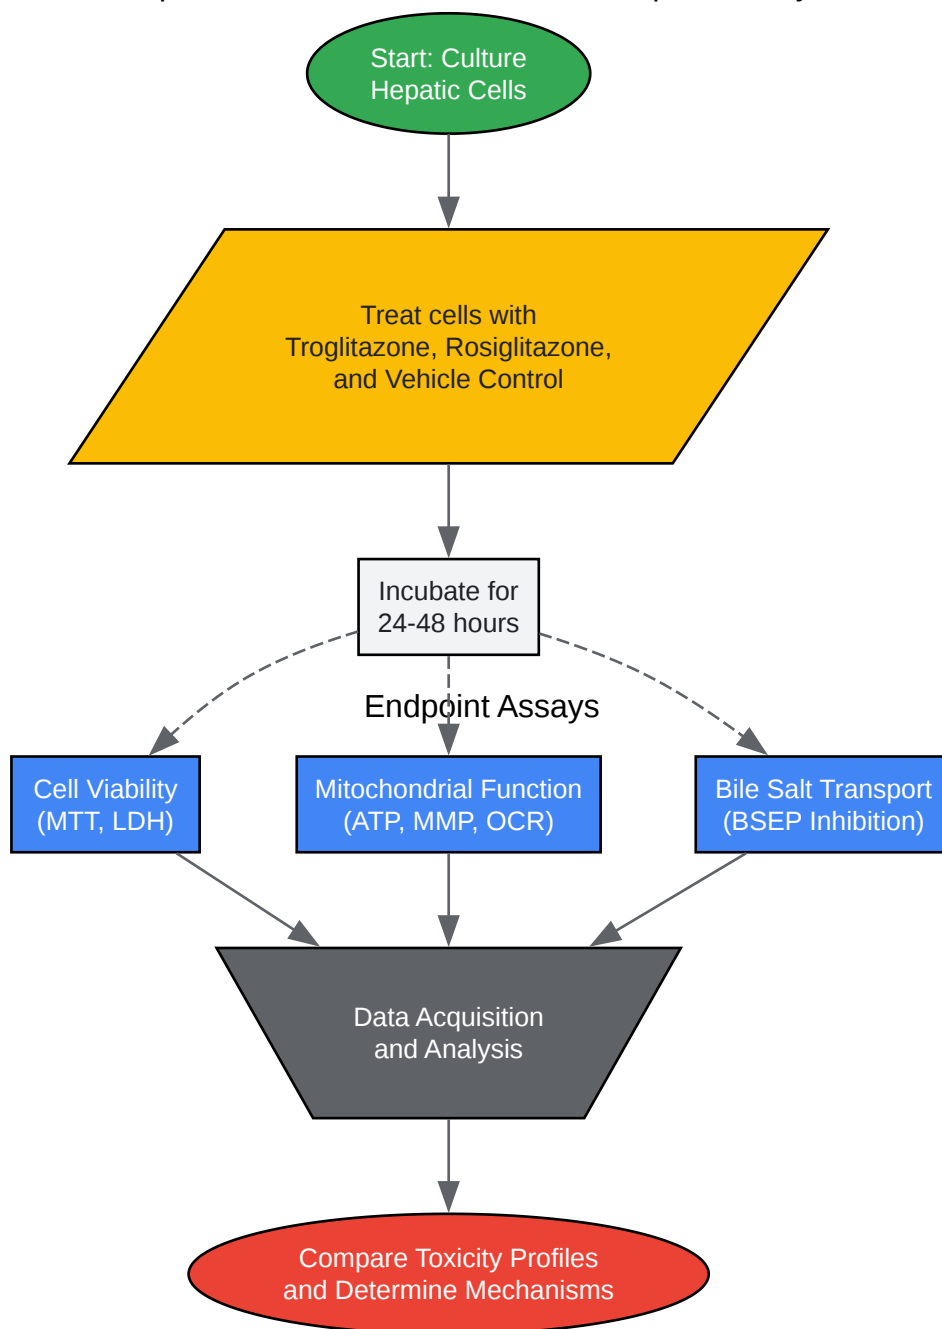 Start: Culture
Hepatic Cells
Treat cells with
Troglitazone, Rosiglitazone,
and Vehicle Control
Incubate for
24-48 hours
Endpoint Assays
Cell Viability
(MTT, LDH)
Mitochondrial Function
(ATP, MMP, OCR)
Bile Salt Transport
(BSEP Inhibition)
Data Acquisition
and Analysis
Compare Toxicity Profiles
and Determine Mechanisms